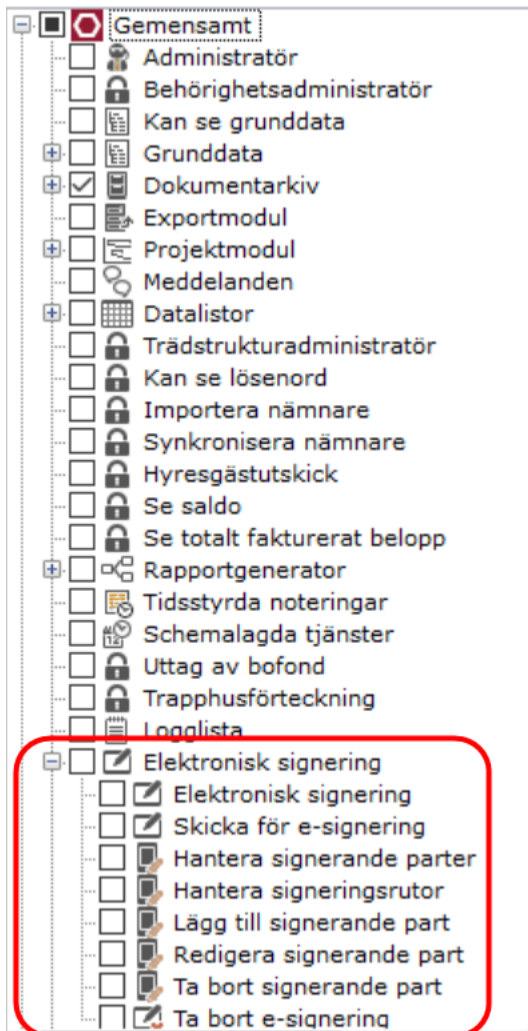 Gemensamt
Administratör
Behörighetsadministratör
Kan se grunddata
Grunddata
Dokumentarkiv
Exportmodul
Projektmodul
Meddelanden
Datalistor
Trädstrukturadministratör
Kan se lösenord
Importera nämnare
Synkronisera nämnare
Hyresgästutskick
Se saldo
Se totalt fakturerat belopp
Rapportgenerator
Tidsstyrda noteringar
Schemalagda tjänster
Uttag av bofond
Trapphusförteckning
Logglista
Elektronisk signering
Elektronisk signering
Skicka för e-signering
Hantera signerande parter
Hantera signeringsrutor
Lägg till signerande part
Redigera signerande part
Ta bort signerande part
Ta bort e-signering